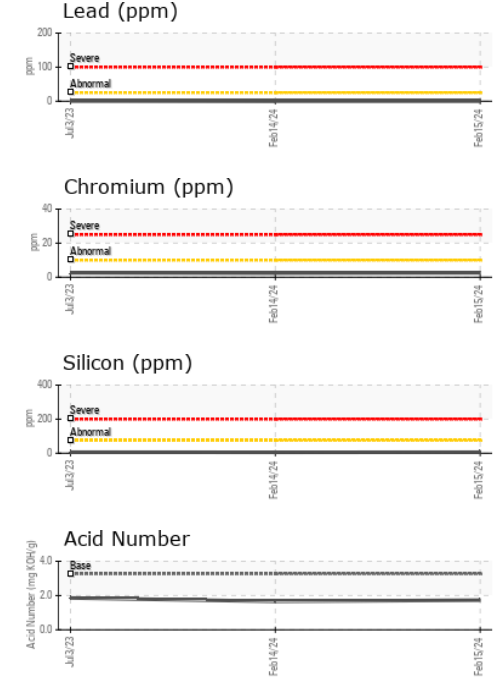 Lead (ppm)
200
100
0
ppm
Severe
Abnormal
Jul3/23
Feb14/24
Feb15/24
Chromium (ppm)
40
20
0
ppm
Severe
Abnormal
Jul3/23
Feb14/24
Feb15/24
Silicon (ppm)
400
200
0
ppm
Severe
Abnormal
Jul3/23
Feb14/24
Feb15/24
Acid Number
4.0
2.0
0.0
Acid Number (mg KOH/g)
Base
Jul3/23
Feb14/24
Feb15/24